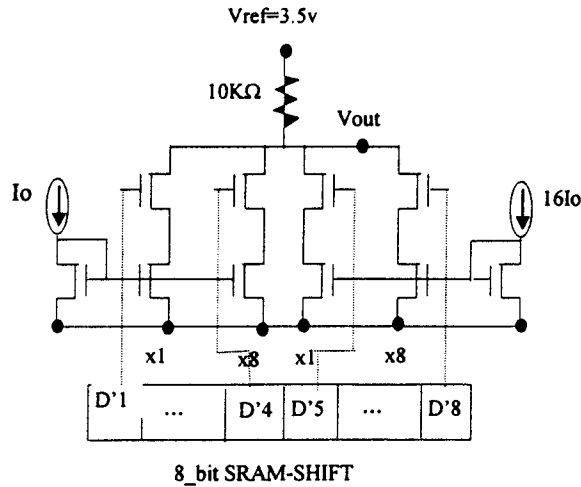 Vref=3.5v
10KΩ
Vout
Io
16Io
x1
x8
x1
x8
D'1
...
D'4
D'5
...
D'8
8_bit SRAM-SHIFT